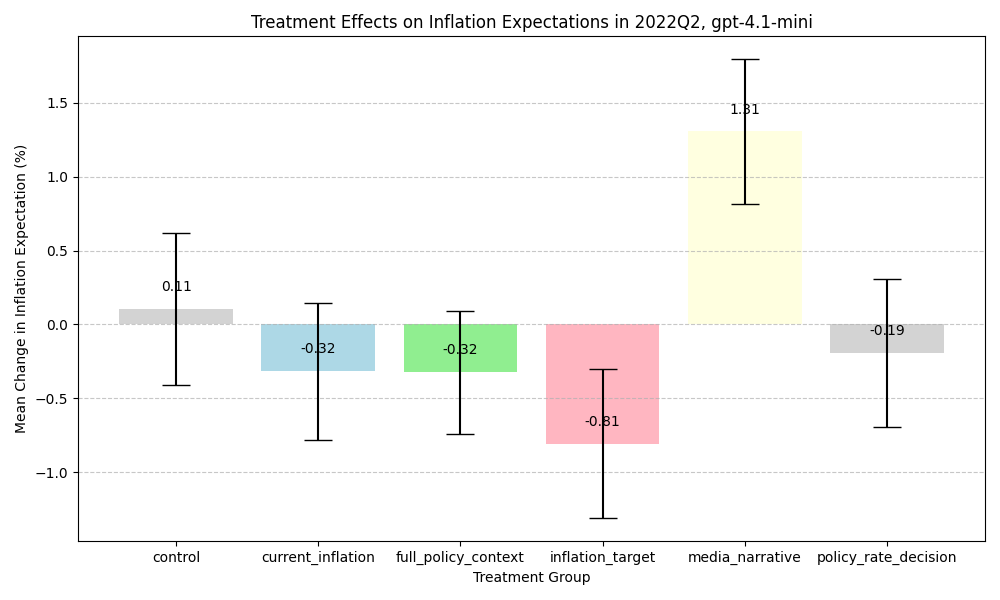 Treatment Effects on Inflation Expectations in 2022Q2, gpt-4.1-mini
Mean Change in Inflation Expectation (%)
1.5
1.0
0.5
0.0
−0.5
−1.0
0.11
-0.32
-0.32
-0.81
1.31
-0.19
control
current_inflation
full_policy_context
inflation_target
media_narrative
policy_rate_decision
Treatment Group